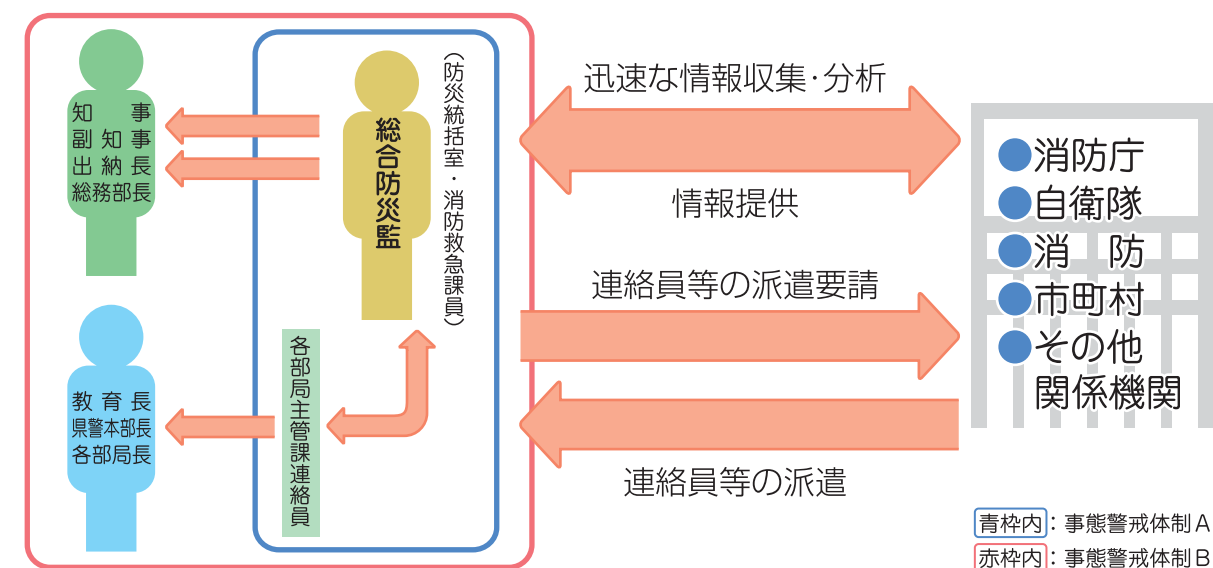 知事
副知事
出納長
総務部長
総合防災監
(防災統括室・消防救急課員)
教育長
県警本部長
各部局長
各部局主管課連絡員
迅速な情報収集・分析
情報提供
連絡員等の派遣要請
連絡員等の派遣
●消防庁
●自衛隊
●消　防
●市町村
●その他
関係機関
青枠内：事態警戒体制A
赤枠内：事態警戒体制B